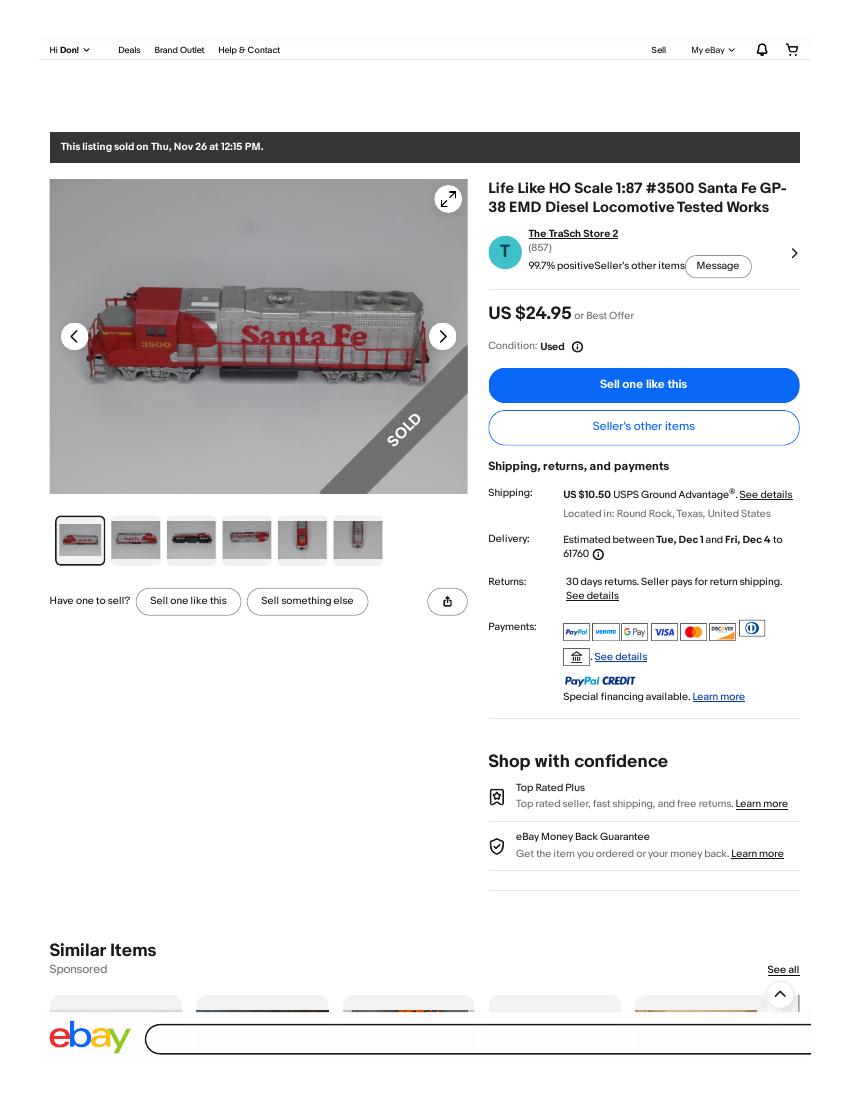 Hi Don!
Deals
Brand Outlet
Help & Contact
Sell
My eBay
This listing sold on Thu, Nov 26 at 12:15 PM.
3500
Santa Fe
SOLD
Have one to sell?
Sell one like this
Sell something else
Life Like HO Scale 1:87 #3500 Santa Fe GP-
38 EMD Diesel Locomotive Tested Works
T
The TraSch Store 2
(857)
99.7% positiveSeller's other items
Message
US $24.95 or Best Offer
Condition: Used
Sell one like this
Seller's other items
Shipping, returns, and payments
Shipping:
US $10.50 USPS Ground Advantage®. See details
Located in: Round Rock, Texas, United States
Delivery:
Estimated between Tue, Dec 1 and Fri, Dec 4 to
61760
Returns:
30 days returns. Seller pays for return shipping.
See details
Payments:
PayPal venmo G Pay VISA DISCOVER
. See details
PayPal CREDIT
Special financing available. Learn more
Shop with confidence
Top Rated Plus
Top rated seller, fast shipping, and free returns. Learn more
eBay Money Back Guarantee
Get the item you ordered or your money back. Learn more
Similar Items
Sponsored
See all
ebay